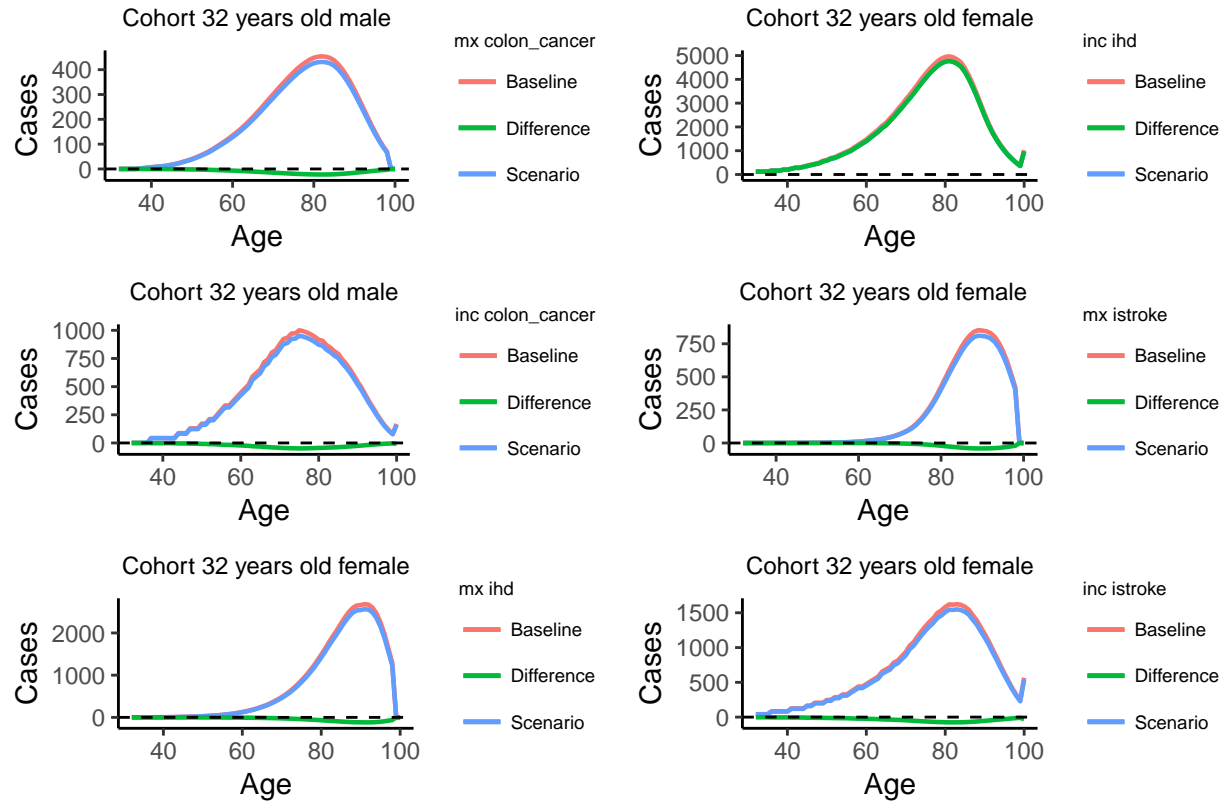 Cohort 32 years old male
mx colon_cancer
Cases
400
300
200
100
0
40 60 80 100
Age
Baseline
Difference
Scenario
Cohort 32 years old female
inc ihd
Cases
5000
4000
3000
2000
1000
0
40 60 80 100
Age
Baseline
Difference
Scenario
Cohort 32 years old male
inc colon_cancer
Cases
1000
750
500
250
0
40 60 80 100
Age
Baseline
Difference
Scenario
Cohort 32 years old female
mx istroke
Cases
750
500
250
0
40 60 80 100
Age
Baseline
Difference
Scenario
Cohort 32 years old female
mx ihd
Cases
2000
1000
0
40 60 80 100
Age
Baseline
Difference
Scenario
Cohort 32 years old female
inc istroke
Cases
1500
1000
500
0
40 60 80 100
Age
Baseline
Difference
Scenario